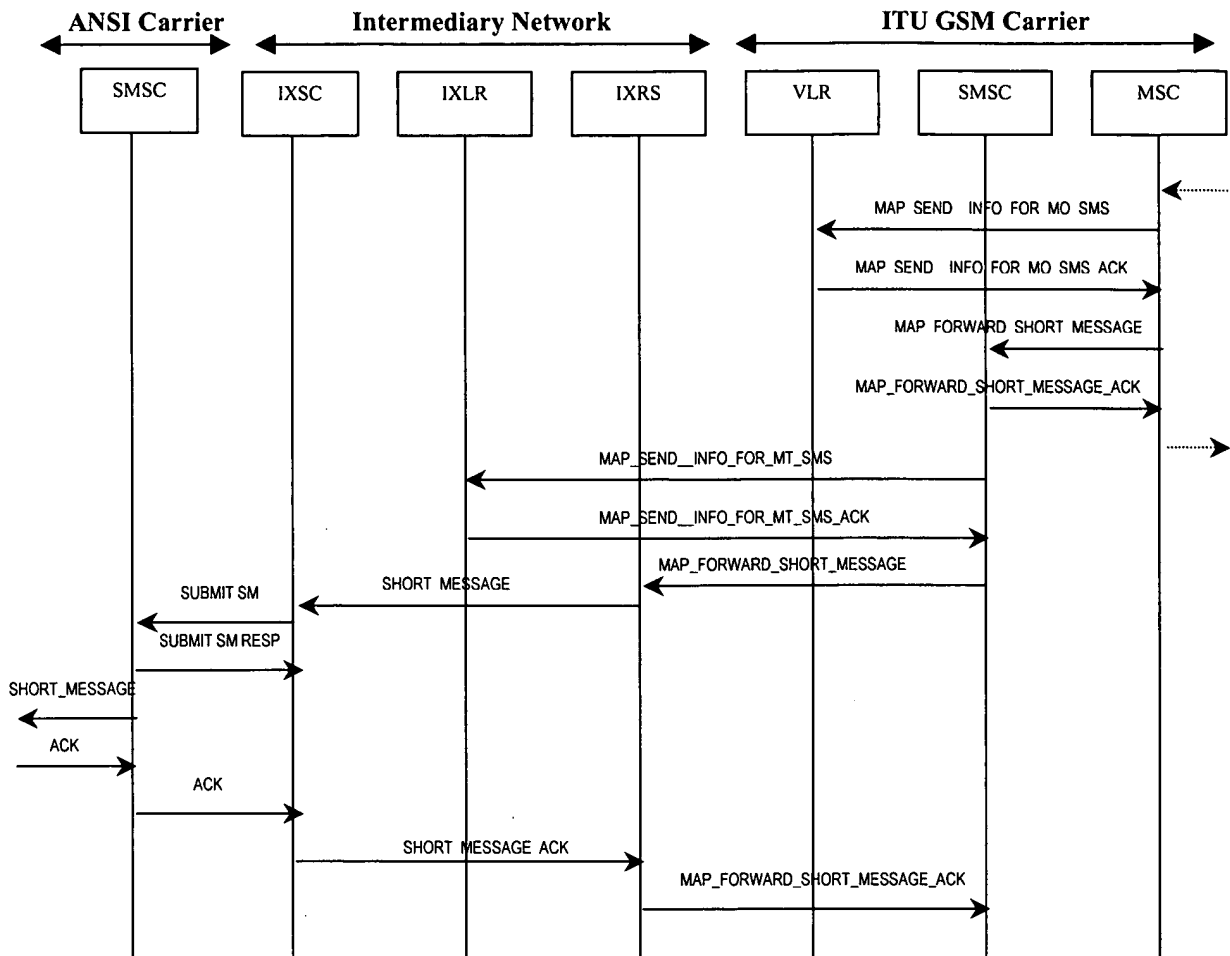 ANSI Carrier Intermediary Network ITU GSM Carrier
SMSC IXSC IXLR IXRS VLR SMSC MSC
MAP SEND INFO FOR MO SMS
MAP SEND INFO FOR MO SMS ACK
MAP FORWARD SHORT MESSAGE
MAP_FORWARD_SHORT_MESSAGE_ACK
MAP_SEND__INFO_FOR_MT_SMS
MAP_SEND__INFO_FOR_MT_SMS_ACK
MAP_FORWARD_SHORT_MESSAGE
SHORT MESSAGE
SUBMIT SM
SUBMIT SM RESP
SHORT_MESSAGE
ACK
ACK
SHORT MESSAGE ACK
MAP_FORWARD_SHORT_MESSAGE_ACK